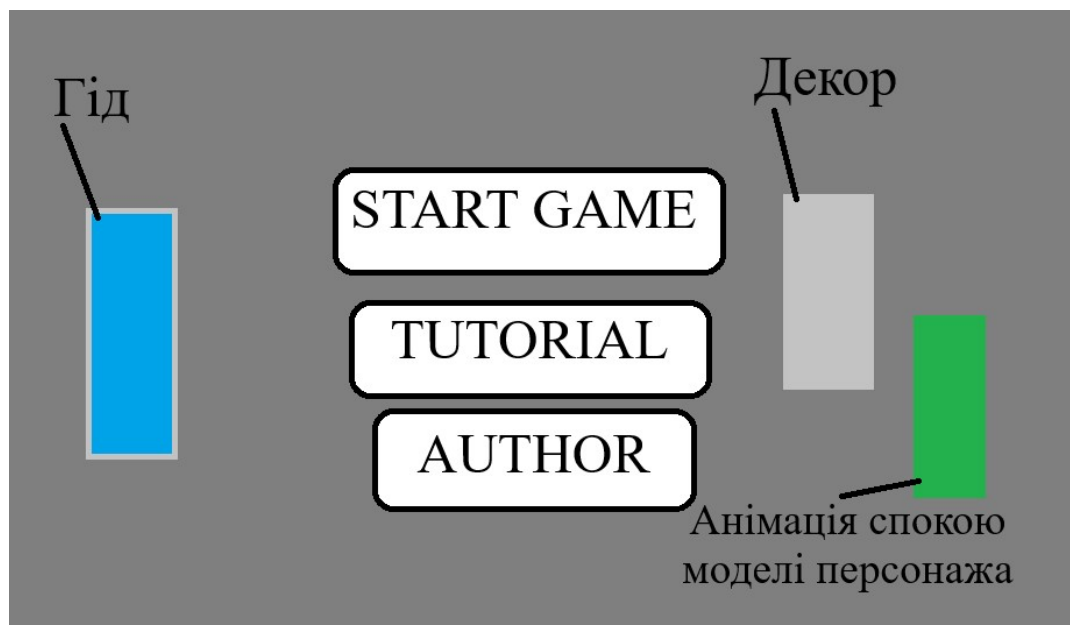 Гід
Декор
START GAME
TUTORIAL
AUTHOR
Анімація спокою
моделі персонажа